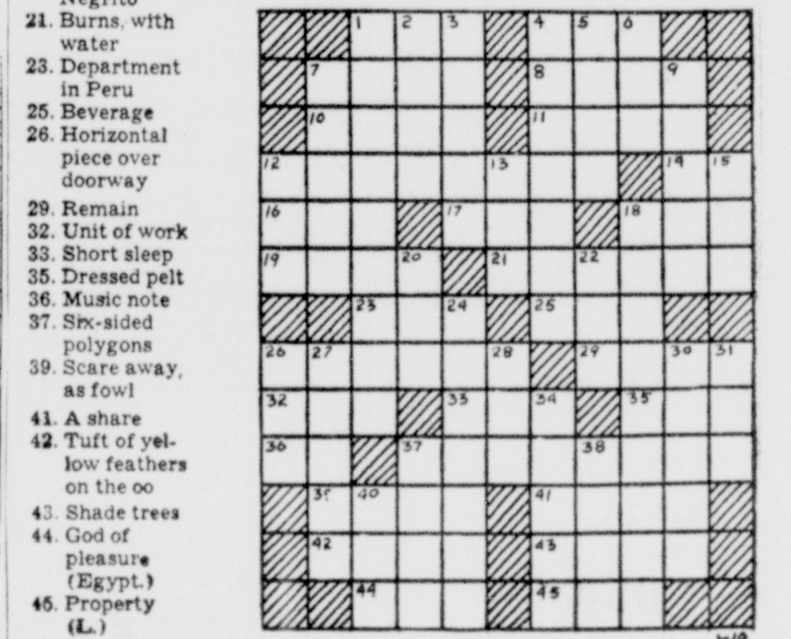 Negrito
21. Burns, with
water
23. Department
in Peru
25. Beverage
26. Horizontal
piece over
doorway
29. Remain
32. Unit of work
33. Short sleep
35. Dressed pelt
36. Music note
37. Six-sided
polygons
39. Scare away,
as fowl
41. A share
42. Tuft of yel-
low feathers
on the oo
43. Shade trees
44. God of
pleasure
(Egypt.)
45. Property
(L.)
1 2 3 4 5 6
7 8 9
10 11
12 13 14 15
16 17 18
19 20 21 22
23 24 25
26 27 28 29 30 31
32 33 34 35
36 37 38
39 40 41
42 43
44 45